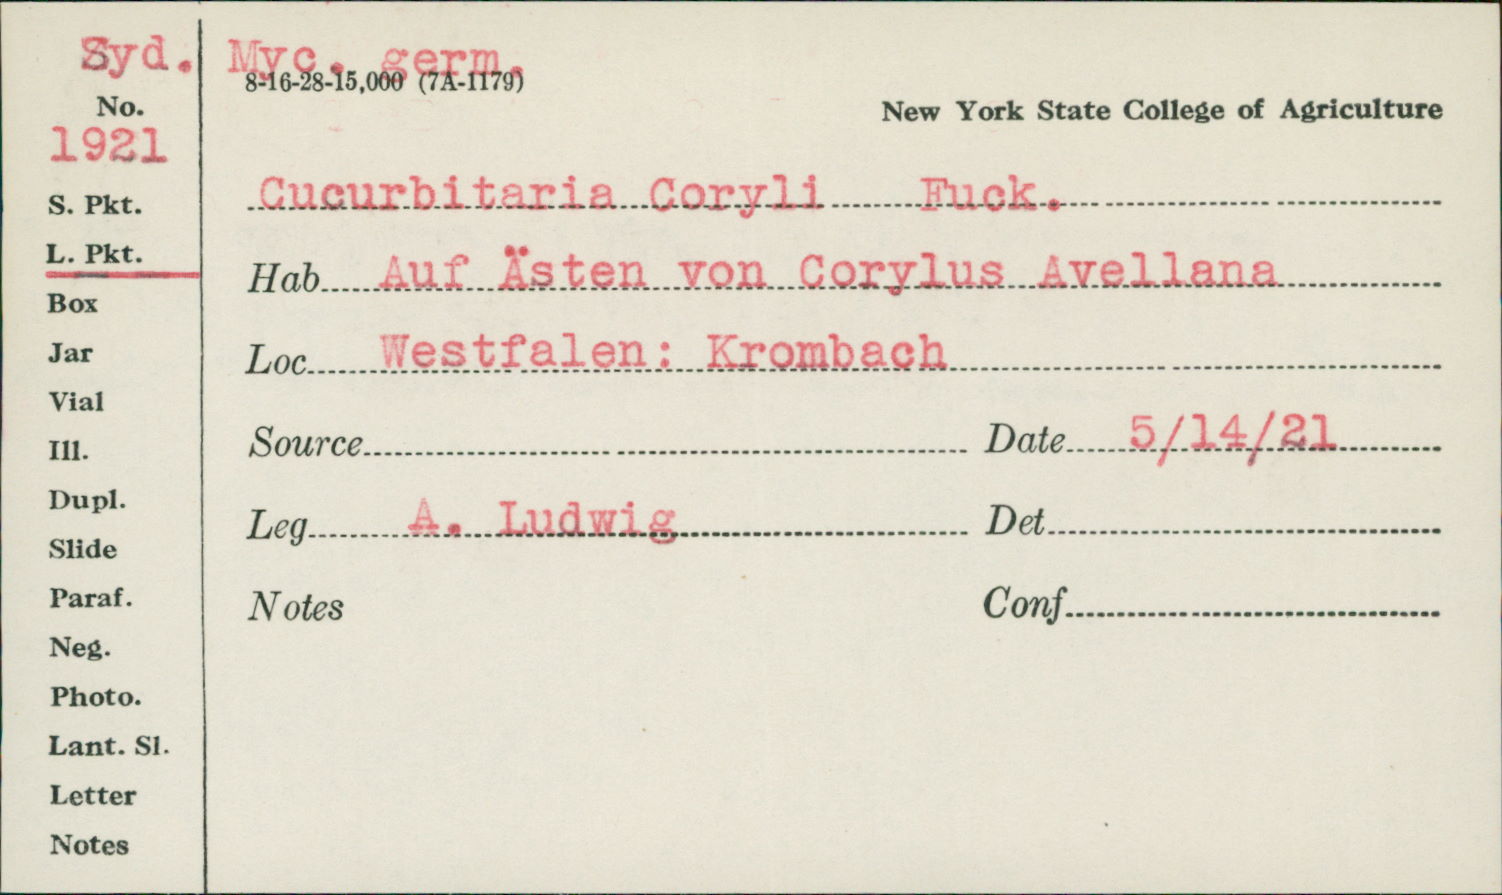 Syd. Myc. germ.
8-16-28-15,000 (7A-1179)
No.
1921
New York State College of Agriculture
S. Pkt.
Cucurbitaria Coryli Fuck.
L. Pkt.
Hab Auf Ästen von Corylus Avellana
Box
Jar
Loc Westfalen: Krombach
Vial
Ill.
Source Date 5/14/21
Dupl.
Leg A. Ludwig Det
Slide
Paraf.
Notes Conf
Neg.
Photo.
Lant. Sl.
Letter
Notes